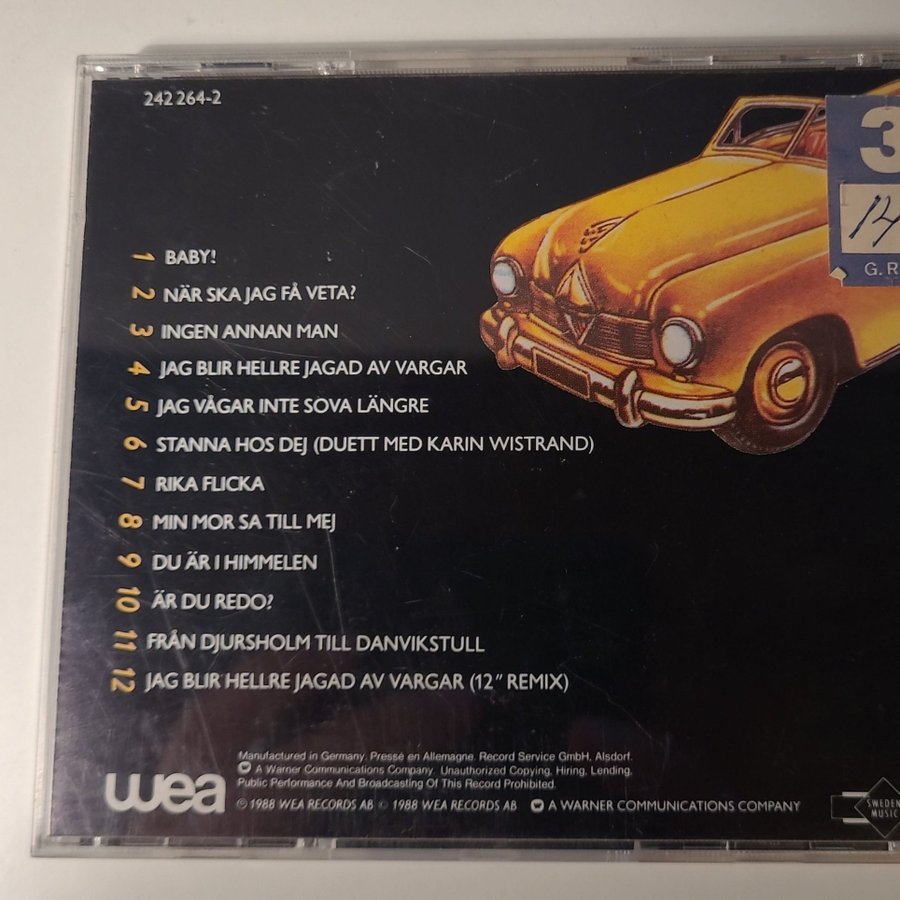 242 264-2
3
14
G. R
1 BABY!
2 NÄR SKA JAG FÅ VETA?
3 INGEN ANNAN MAN
4 JAG BLIR HELLRE JAGAD AV VARGAR
5 JAG VÅGAR INTE SOVA LÄNGRE
6 STANNA HOS DEJ (DUETT MED KARIN WISTRAND)
7 RIKA FLICKA
8 MIN MOR SA TILL MEJ
9 DU ÄR I HIMMELEN
10 ÄR DU REDO?
11 FRÅN DJURSHOLM TILL DANVIKSTULL
12 JAG BLIR HELLRE JAGAD AV VARGAR (12" REMIX)
Manufactured in Germany. Pressé en Allemagne. Record Service GmbH, Alsdorf.
A Warner Communications Company. Unauthorized Copying, Hiring, Lending,
Public Performance And Broadcasting Of This Record Prohibited.
wea
℗ 1988 WEA RECORDS AB © 1988 WEA RECORDS AB A WARNER COMMUNICATIONS COMPANY
SWEDEN
MUSIC